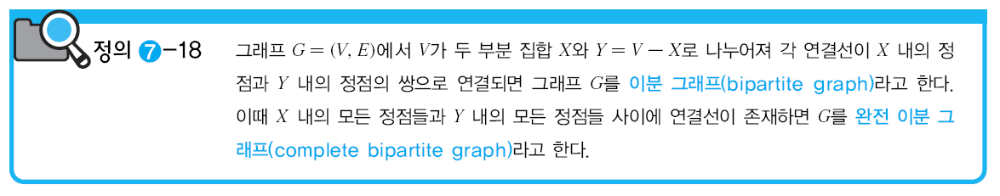 정의 7-18
그래프 G = (V, E)에서 V가 두 부분 집합 X와 Y = V - X로 나누어져 각 연결선이 X 내의 정
점과 Y 내의 정점의 쌍으로 연결되면 그래프 G를 이분 그래프(bipartite graph)라고 한다.
이때 X 내의 모든 정점들과 Y 내의 모든 정점들 사이에 연결선이 존재하면 G를 완전 이분 그
래프(complete bipartite graph)라고 한다.